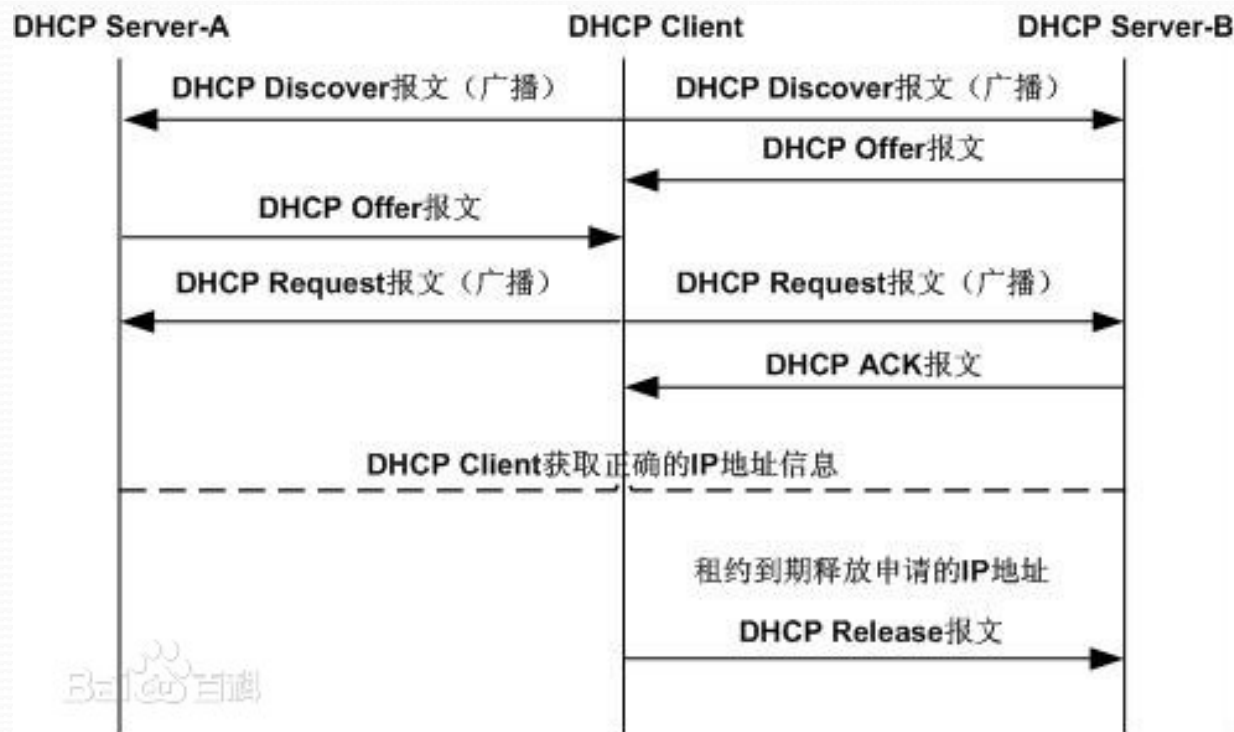 DHCP Server-A DHCP Client DHCP Server-B
DHCP Discover报文（广播） DHCP Discover报文（广播）
DHCP Offer报文
DHCP Offer报文
DHCP Request报文（广播） DHCP Request报文（广播）
DHCP ACK报文
DHCP Client获取正确的IP地址信息
租约到期释放申请的IP地址
DHCP Release报文
Bai du 百科